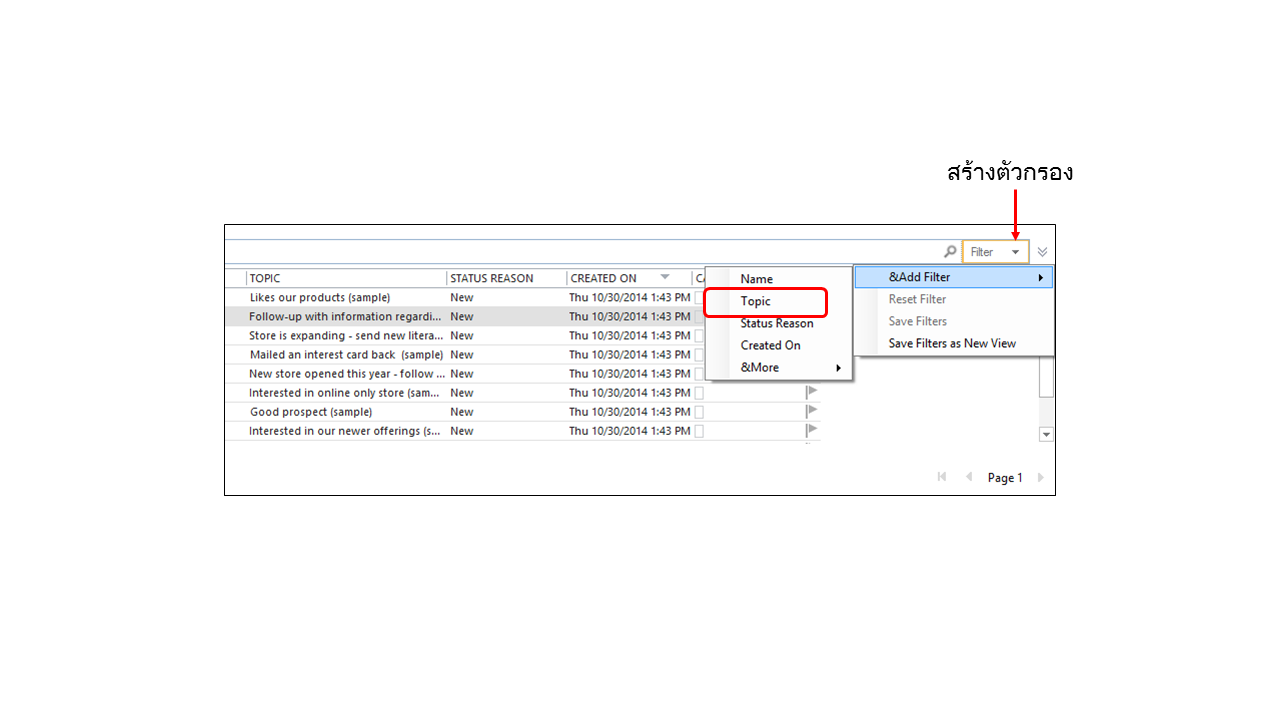 สร้างตัวกรอง
Filter
TOPIC STATUS REASON CREATED ON
Likes our products (sample) New Thu 10/30/2014 1:43 PM
Follow-up with information regardi... New Thu 10/30/2014 1:43 PM
Store is expanding - send new litera... New Thu 10/30/2014 1:43 PM
Mailed an interest card back (sample) New Thu 10/30/2014 1:43 PM
New store opened this year - follow ... New Thu 10/30/2014 1:43 PM
Interested in online only store (sam... New Thu 10/30/2014 1:43 PM
Good prospect (sample) New Thu 10/30/2014 1:43 PM
Interested in our newer offerings (s... New Thu 10/30/2014 1:43 PM
Name
Topic
Status Reason
Created On
&More
&Add Filter
Reset Filter
Save Filters
Save Filters as New View
Page 1